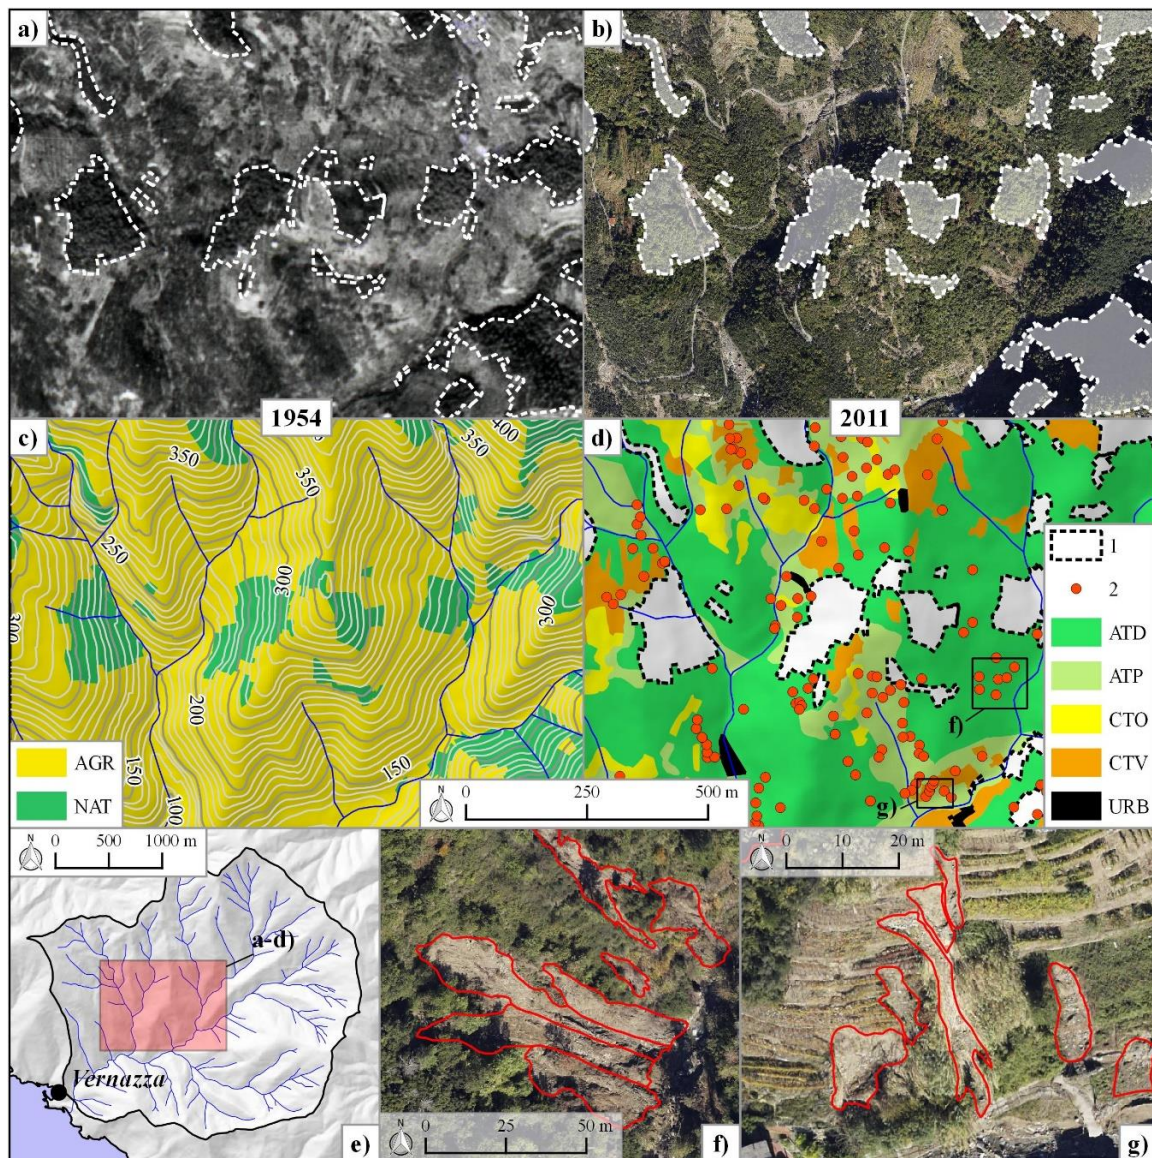 a)
b)
1954
2011
c)
400
350
350
350
250
300
300
300
200
150
150
100
AGR
NAT
d)
1
2
ATD
ATP
CTO
CTV
URB
f)
g)
0 250 500 m
N
0 500 1000 m
a-d)
Vernazza
e)
N
0 25 50 m
f)
N
0 10 20 m
g)